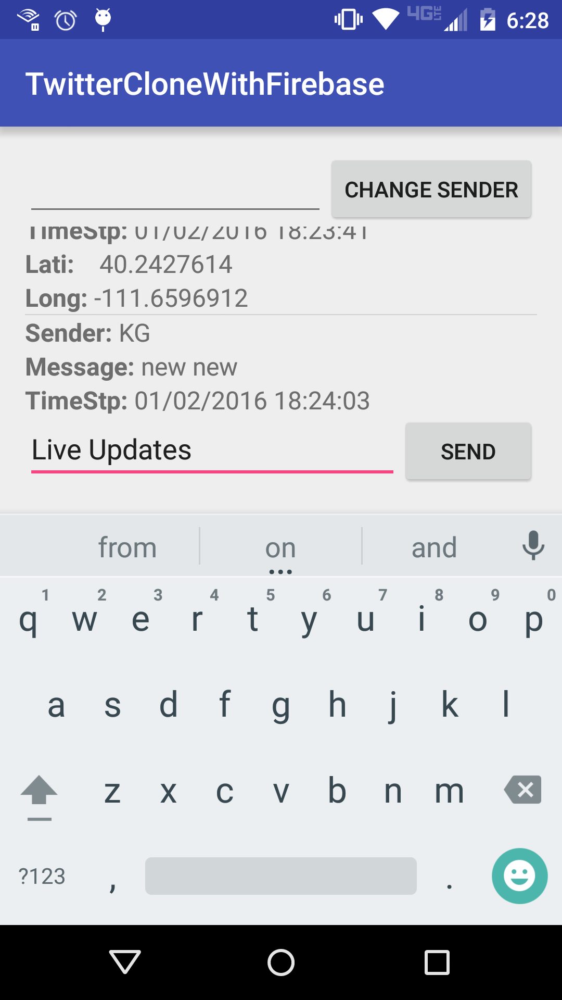 4G LTE 6:28
TwitterCloneWithFirebase
CHANGE SENDER
TimeStp: 01/02/2016 18:23:41
Lati: 40.2427614
Long: -111.6596912
Sender: KG
Message: new new
TimeStp: 01/02/2016 18:24:03
Live Updates SEND
from on and
1 2 3 4 5 6 7 8 9 0
q w e r t y u i o p
a s d f g h j k l
z x c v b n m
?123 , .